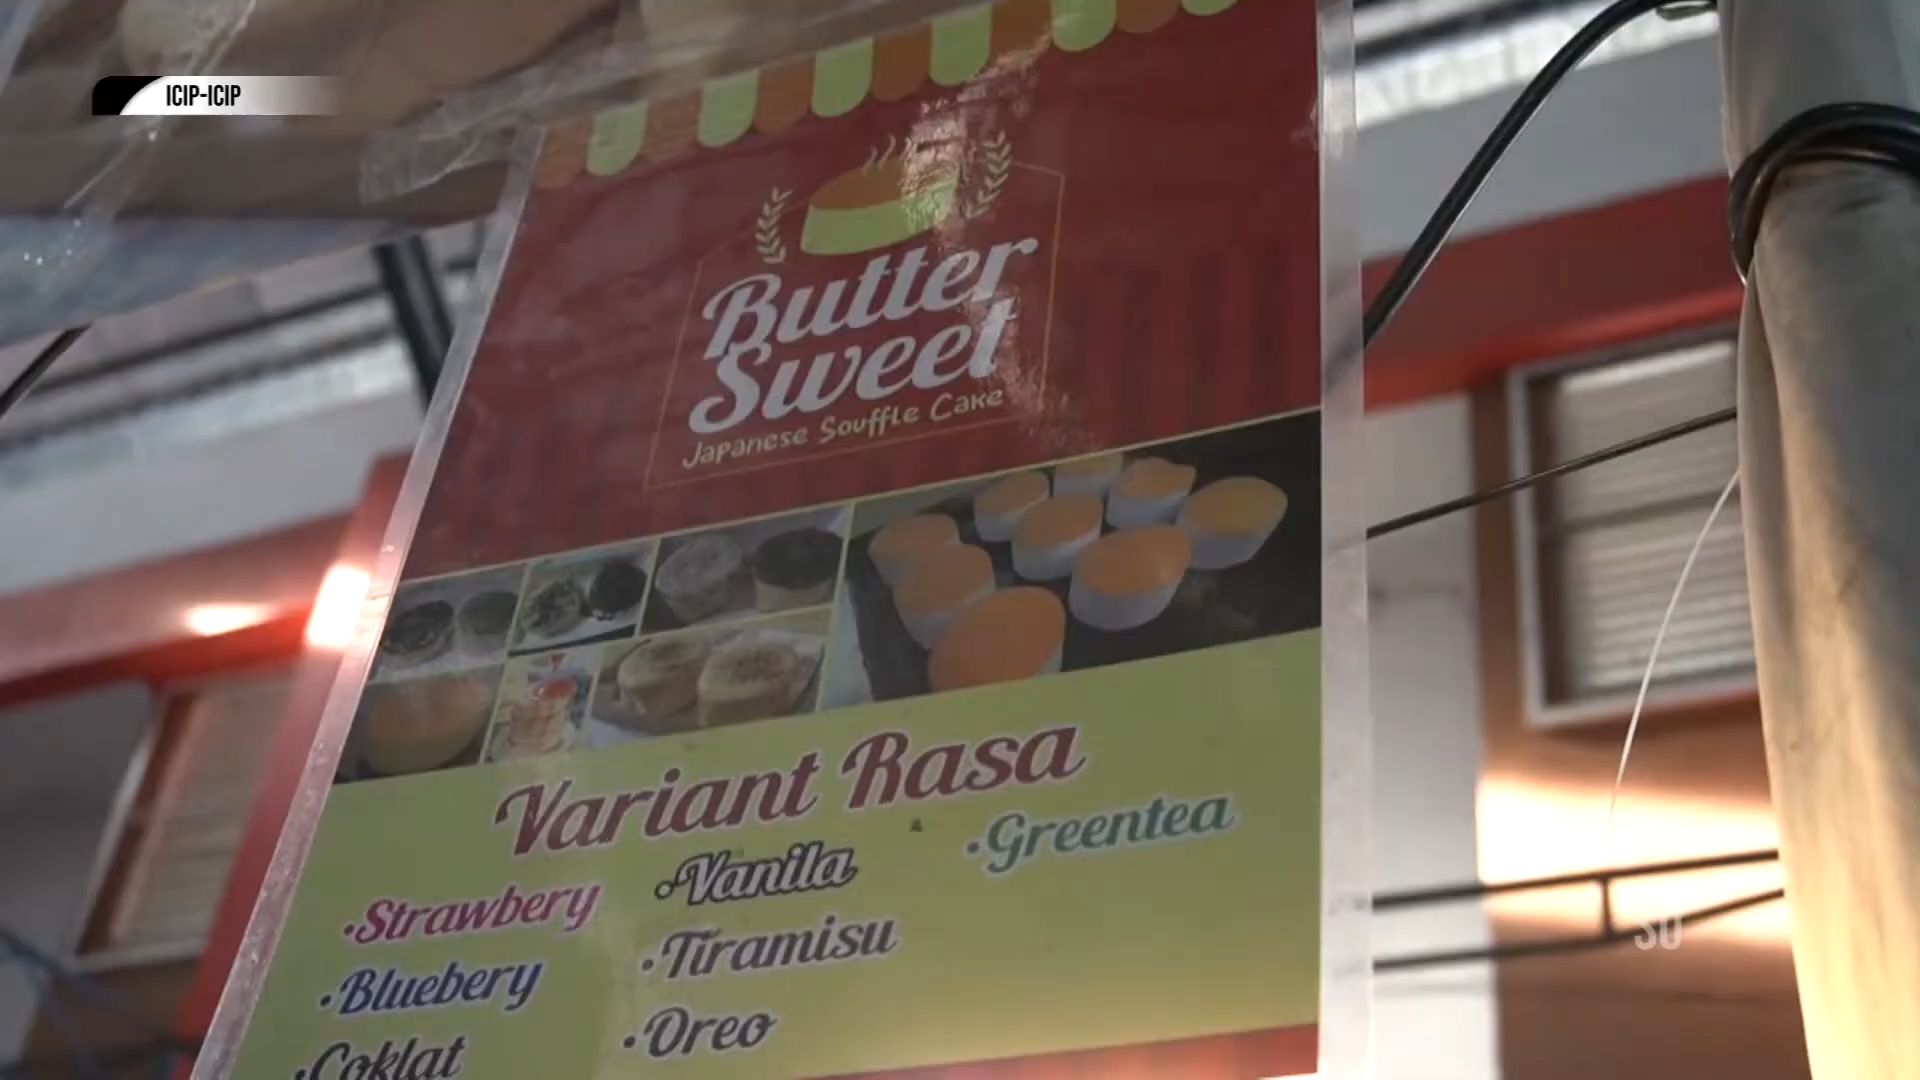 ICIP-ICIP
Butter
Sweet
Japanese Souffle Cake
Variant Rasa
•Strawbery
•Vanila
•Greentea
•Bluebery
•Tiramisu
•Coklat
•Oreo